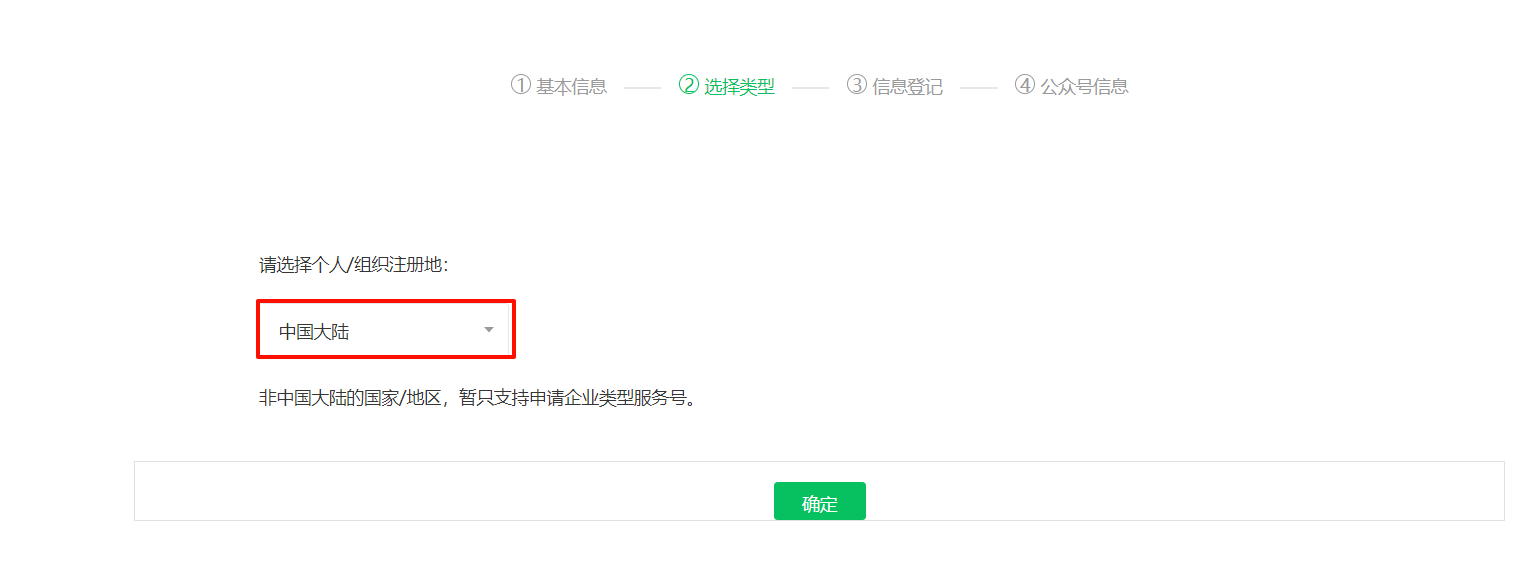 ① 基本信息 ② 选择类型 ③ 信息登记 ④ 公众号信息
请选择个人/组织注册地：
中国大陆
非中国大陆的国家/地区，暂只支持申请企业类型服务号。
确定